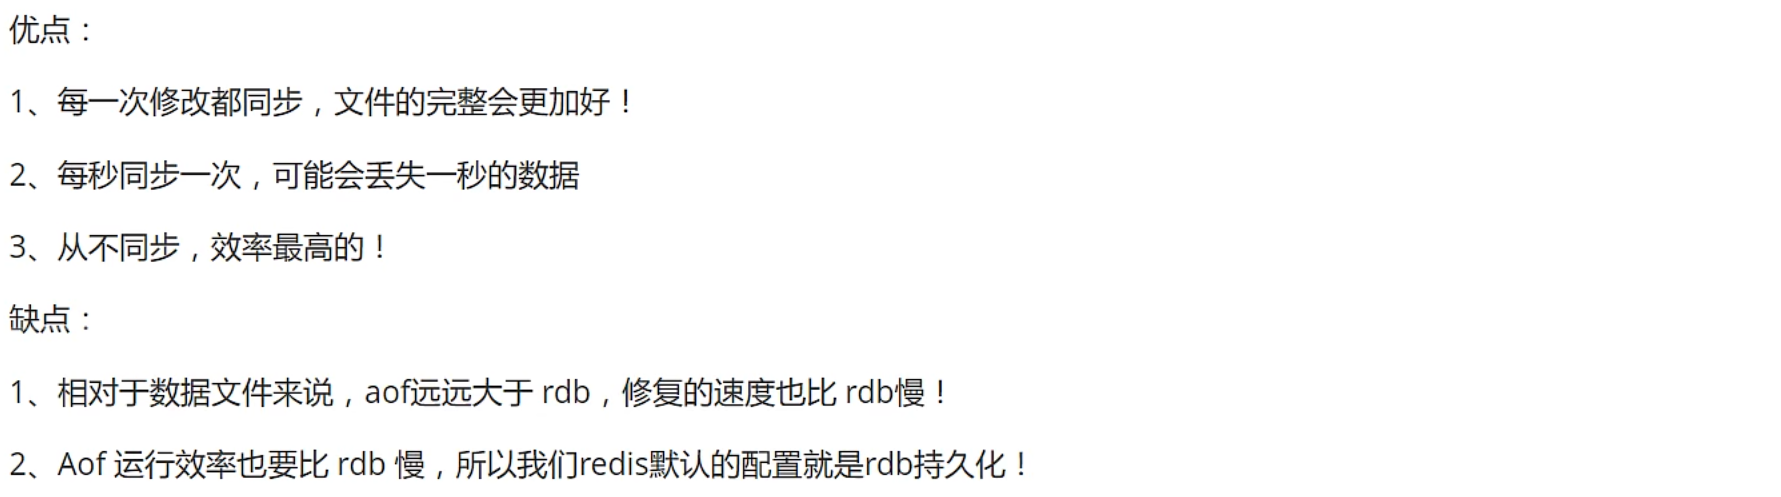 优点：
1、每一次修改都同步，文件的完整会更加好！
2、每秒同步一次，可能会丢失一秒的数据
3、从不同步，效率最高的！
缺点：
1、相对于数据文件来说，aof远远大于 rdb，修复的速度也比 rdb慢！
2、Aof 运行效率也要比 rdb 慢，所以我们redis默认的配置就是rdb持久化！